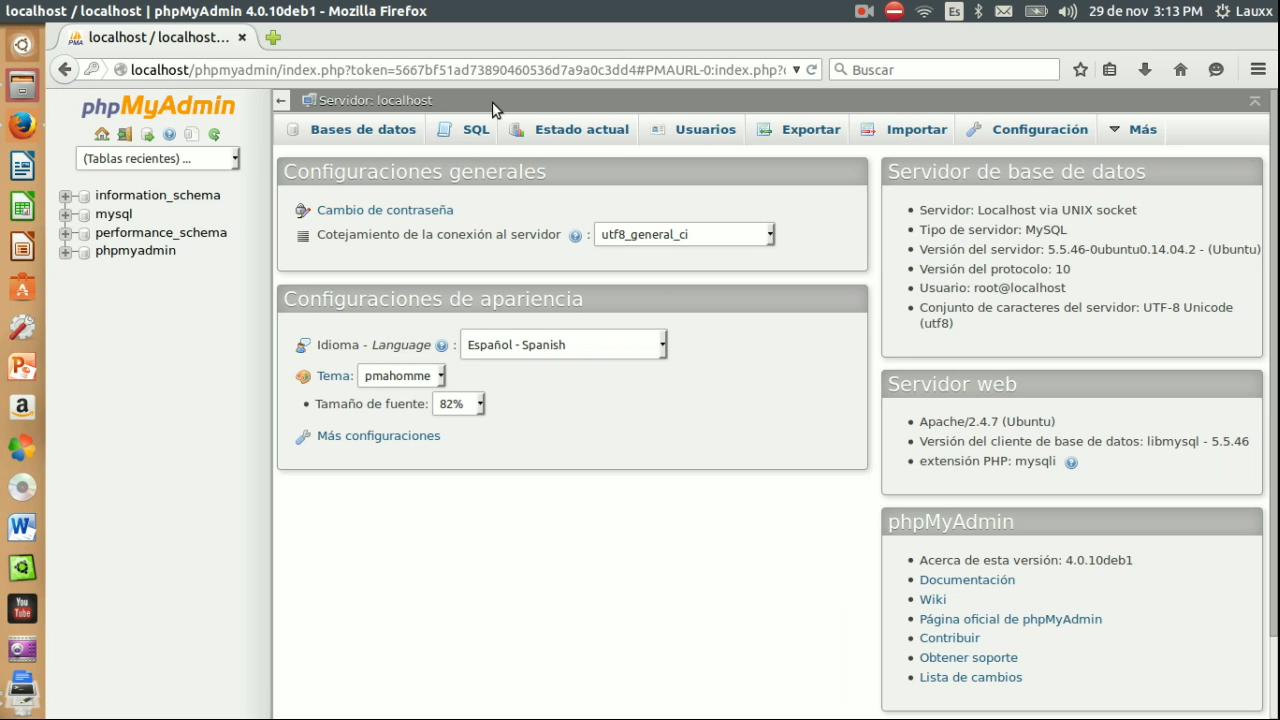 localhost / localhost | phpMyAdmin 4.0.10deb1 - Mozilla Firefox
Es
29 de nov 3:13 PM
Lauxx
localhost / localhost...
localhost/phpmyadmin/index.php?token=5667bf51ad73890460536d7a9a0c3dd4#PMAURL-0:index.php?
Buscar
phpMyAdmin
(Tablas recientes) ...
information_schema
mysql
performance_schema
phpmyadmin
Servidor: localhost
Bases de datos
SQL
Estado actual
Usuarios
Exportar
Importar
Configuración
Más
Configuraciones generales
Cambio de contraseña
Cotejamiento de la conexión al servidor : utf8_general_ci
Configuraciones de apariencia
Idioma - Language : Español - Spanish
Tema: pmahomme
• Tamaño de fuente: 82%
Más configuraciones
Servidor de base de datos
• Servidor: Localhost via UNIX socket
• Tipo de servidor: MySQL
• Versión del servidor: 5.5.46-0ubuntu0.14.04.2 - (Ubuntu)
• Versión del protocolo: 10
• Usuario: root@localhost
• Conjunto de caracteres del servidor: UTF-8 Unicode
(utf8)
Servidor web
• Apache/2.4.7 (Ubuntu)
• Versión del cliente de base de datos: libmysql - 5.5.46
• extensión PHP: mysqli
phpMyAdmin
• Acerca de esta versión: 4.0.10deb1
• Documentación
• Wiki
• Página oficial de phpMyAdmin
• Contribuir
• Obtener soporte
• Lista de cambios
You
Tube